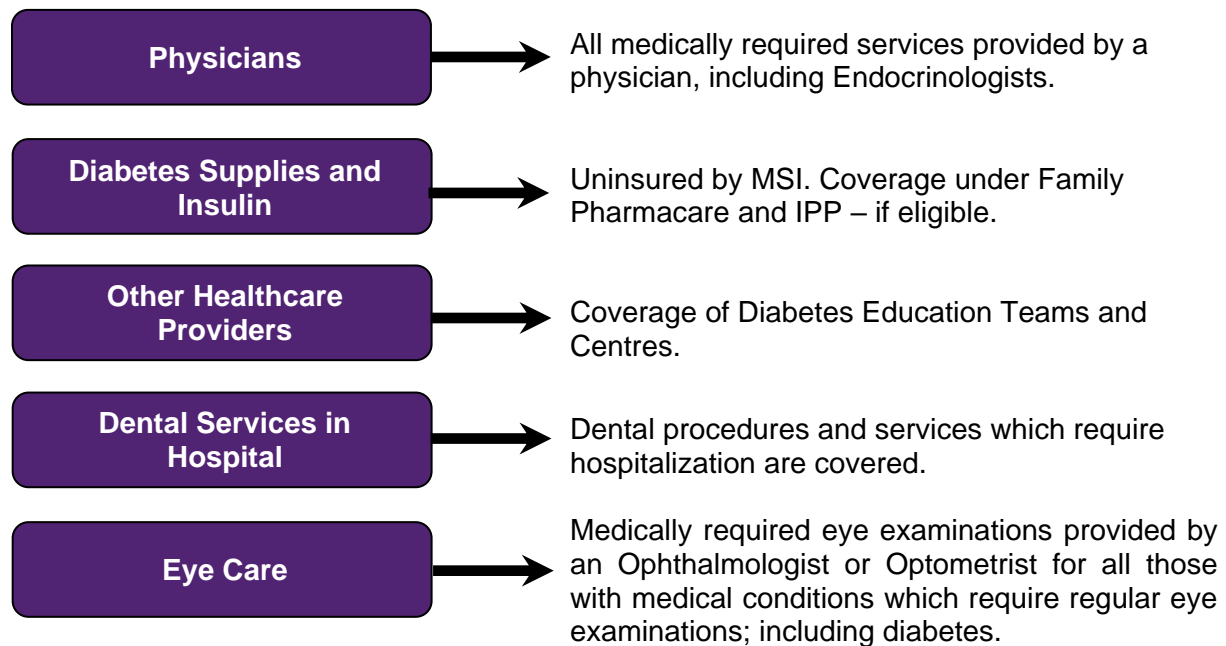 Physicians
All medically required services provided by a
physician, including Endocrinologists.
Diabetes Supplies and
Insulin
Uninsured by MSI. Coverage under Family
Pharmacare and IPP – if eligible.
Other Healthcare
Providers
Coverage of Diabetes Education Teams and
Centres.
Dental Services in
Hospital
Dental procedures and services which require
hospitalization are covered.
Eye Care
Medically required eye examinations provided by
an Ophthalmologist or Optometrist for all those
with medical conditions which require regular eye
examinations; including diabetes.